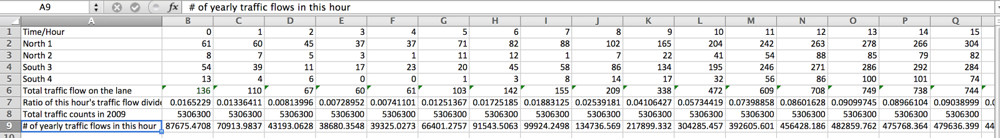 A9 fx # of yearly traffic flows in this hour
A B C D E F G H I J K L M N O P Q
1 Time/Hour 0 1 2 3 4 5 6 7 8 9 10 11 12 13 14 15
2 North 1 61 60 45 37 37 71 82 88 102 165 204 242 263 278 266 304
3 North 2 8 7 5 3 1 11 12 1 7 22 41 54 88 85 79 82
4 South 3 54 39 11 17 23 20 45 58 86 134 195 246 271 286 292 284
5 South 4 13 4 6 0 0 1 3 8 14 17 32 56 86 100 101 74
6 Total traffic flow on the lane 136 110 67 60 61 103 142 155 209 338 472 609 708 749 738 744
7 Ratio of this hour's traffic flow divide 0.0165229 0.01336411 0.00813996 0.00728952 0.00741101 0.01251367 0.01725185 0.01883125 0.02539181 0.04106427 0.05734419 0.07398858 0.08601628 0.09099745 0.08966104 0.09038999 0.0
8 Total traffic counts in 2009 5306300 5306300 5306300 5306300 5306300 5306300 5306300 5306300 5306300 5306300 5306300 5306300 5306300 5306300 5306300 5306300
9 # of yearly traffic flows in this hour 87675.4708 70913.9837 43193.0628 38680.3548 39325.0273 66401.2757 91543.5063 99924.2498 134736.569 217899.332 304285.457 392605.601 456428.186 482859.762 475768.364 479636.399 44
10